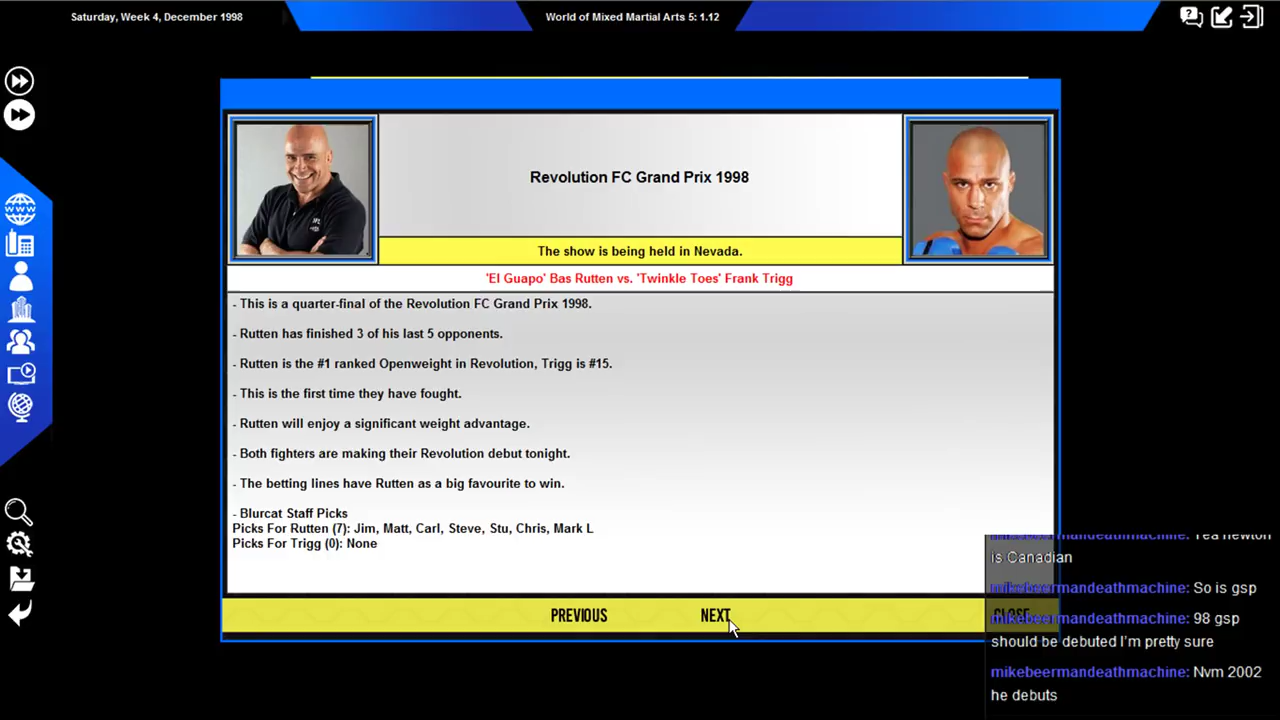 Saturday, Week 4, December 1998
World of Mixed Martial Arts 5: 1.12
Revolution FC Grand Prix 1998
The show is being held in Nevada.
'El Guapo' Bas Rutten vs. 'Twinkle Toes' Frank Trigg
- This is a quarter-final of the Revolution FC Grand Prix 1998.
- Rutten has finished 3 of his last 5 opponents.
- Rutten is the #1 ranked Openweight in Revolution, Trigg is #15.
- This is the first time they have fought.
- Rutten will enjoy a significant weight advantage.
- Both fighters are making their Revolution debut tonight.
- The betting lines have Rutten as a big favourite to win.
- Blurcat Staff Picks
Picks For Rutten (7): Jim, Matt, Carl, Steve, Stu, Chris, Mark L
Picks For Trigg (0): None
PREVIOUS
NEXT
CLOSE
mikebeermandeathmachine: Yea newton
is Canadian
mikebeermandeathmachine: So is gsp
mikebeermandeathmachine: 98 gsp
should be debuted I'm pretty sure
mikebeermandeathmachine: Nvm 2002
he debuts
WWW